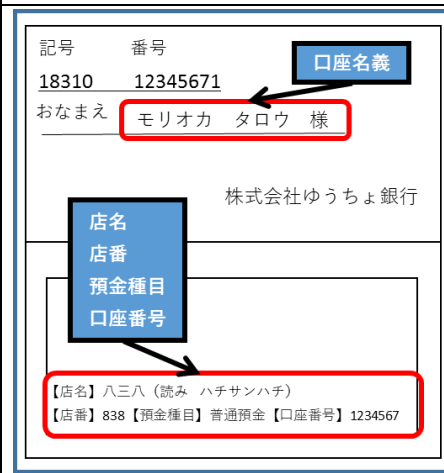 記号 番号
口座名義
18310 12345671
おなまえ モリオカ タロウ 様
株式会社ゆうちょ銀行
店名
店番
預金種目
口座番号
【店名】八三八（読み ハチサンハチ）
【店番】838【預金種目】普通預金【口座番号】1234567